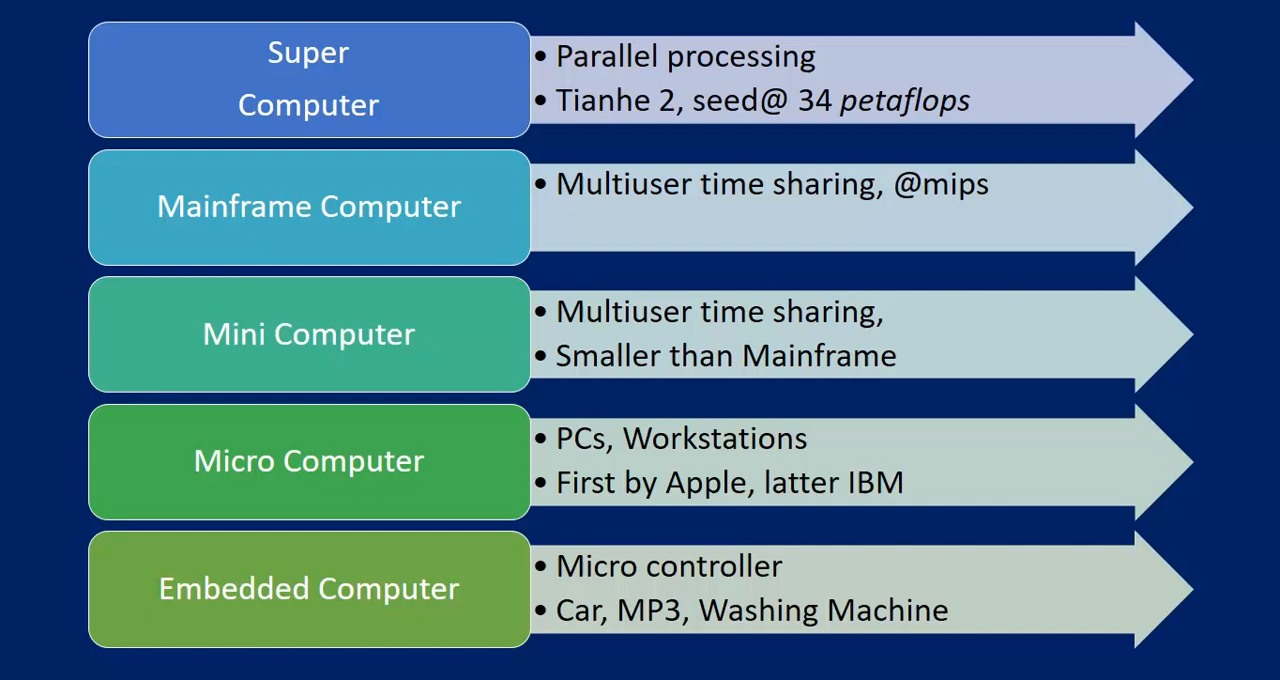 Super
Computer
• Parallel processing
• Tianhe 2, seed@ 34 petaflops
Mainframe Computer
• Multiuser time sharing, @mips
Mini Computer
• Multiuser time sharing,
• Smaller than Mainframe
Micro Computer
• PCs, Workstations
• First by Apple, latter IBM
Embedded Computer
• Micro controller
• Car, MP3, Washing Machine